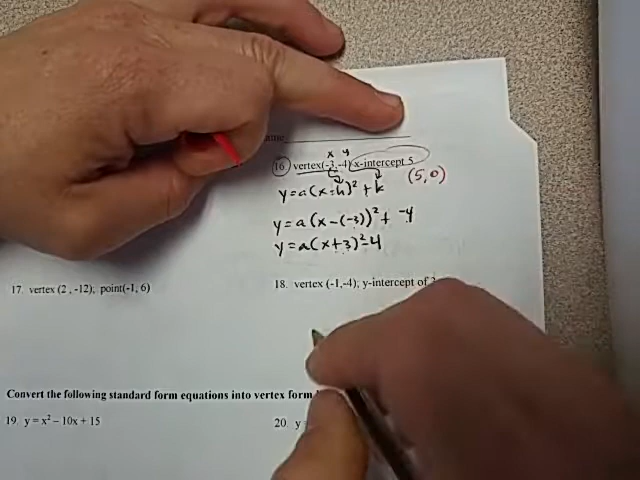 x y
16. vertex(-3,-4) x-intercept 5
(5,0)
y=a(x-h)²+k
y=a(x-(-3))²+-4
y=a(x+3)²-4
17. vertex (2 , -12); point(-1, 6)
18. vertex (-1,-4); y-intercept of
Convert the following standard form equations into vertex form
19. y = x² – 10x + 15
20. y